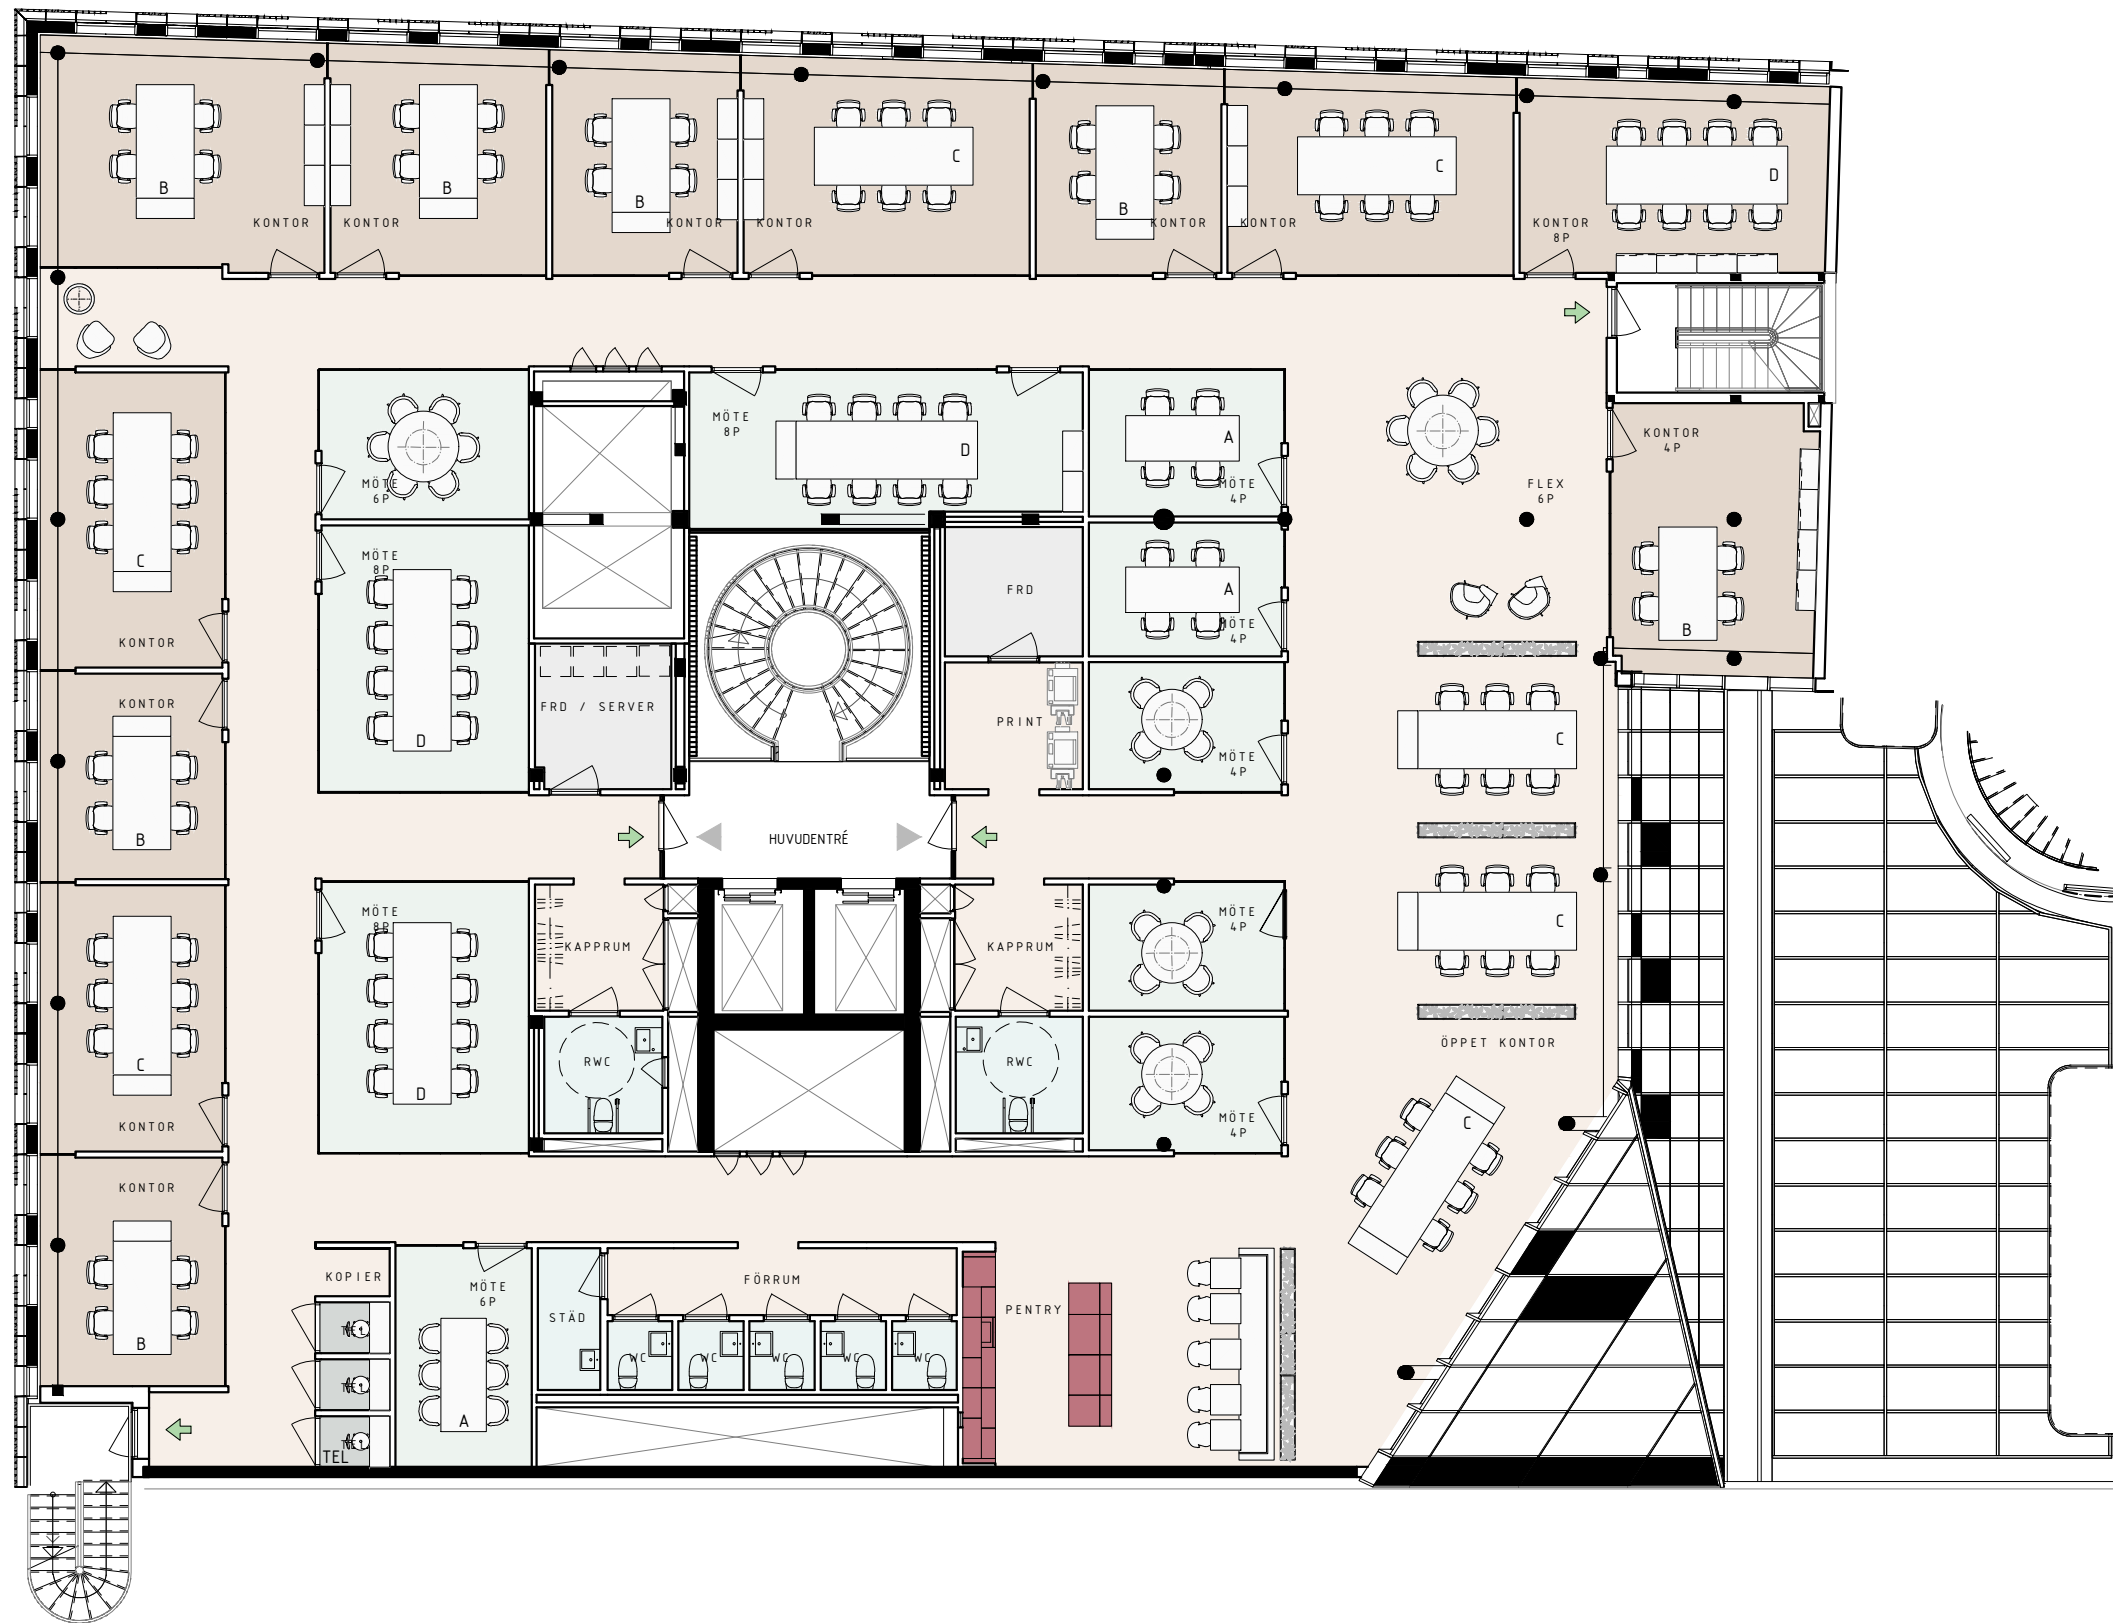 B
KONTOR
B
KONTOR
B
KONTOR
C
KONTOR
B
KONTOR
C
KONTOR
D
KONTOR
8P
MÖTE
6P
MÖTE
8P
D
A
MÖTE
4P
FLEX
6P
KONTOR
4P
B
C
KONTOR
MÖTE
8P
D
FRD
A
MÖTE
4P
KONTOR
B
FRD / SERVER
PRINT
MÖTE
4P
C
HUVUDENTRÉ
C
C
KONTOR
MÖTE
8P
D
KAPPRUM
KAPPRUM
MÖTE
4P
RWC
RWC
MÖTE
4P
ÖPPET KONTOR
C
KONTOR
B
KOPIER
TEL
TEL
TEL
TEL
MÖTE
6P
A
STÄD
FÖRRUM
WC
WC
WC
WC
WC
PENTRY